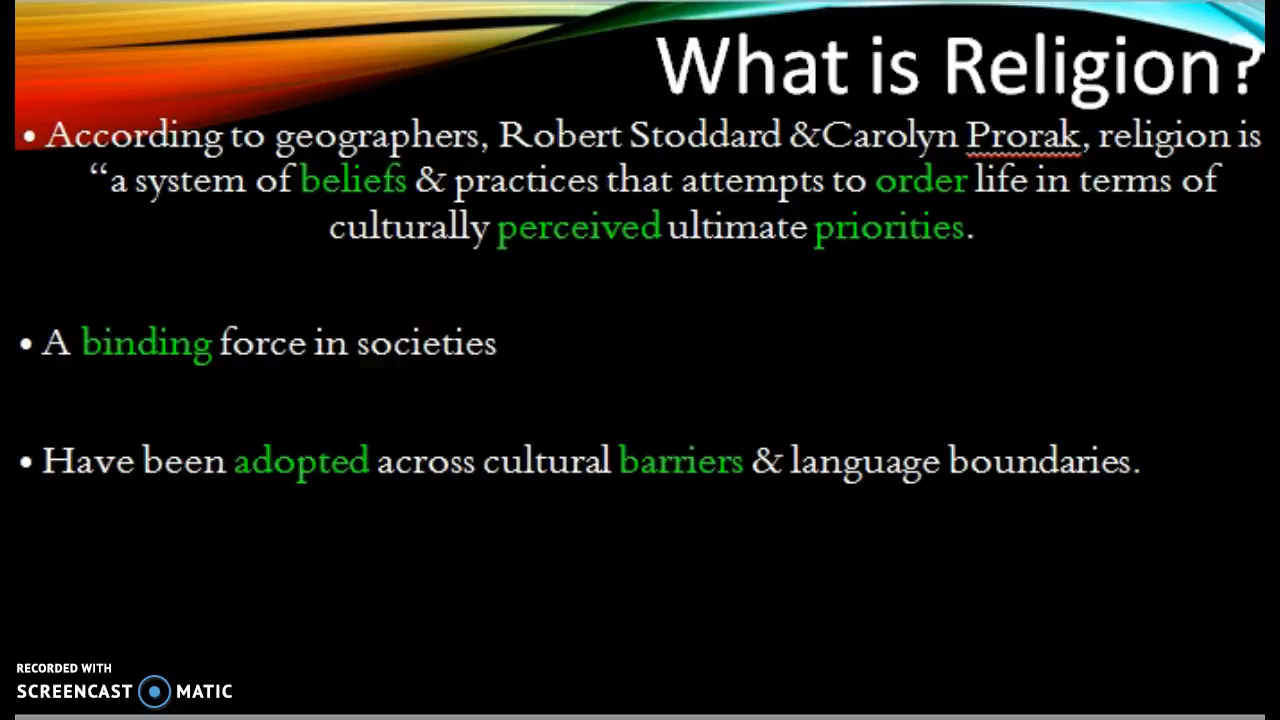 What is Religion?
• According to geographers, Robert Stoddard &Carolyn Prorak, religion is
“a system of beliefs & practices that attempts to order life in terms of
culturally perceived ultimate priorities.
• A binding force in societies
• Have been adopted across cultural barriers & language boundaries.
RECORDED WITH
SCREENCAST MATIC